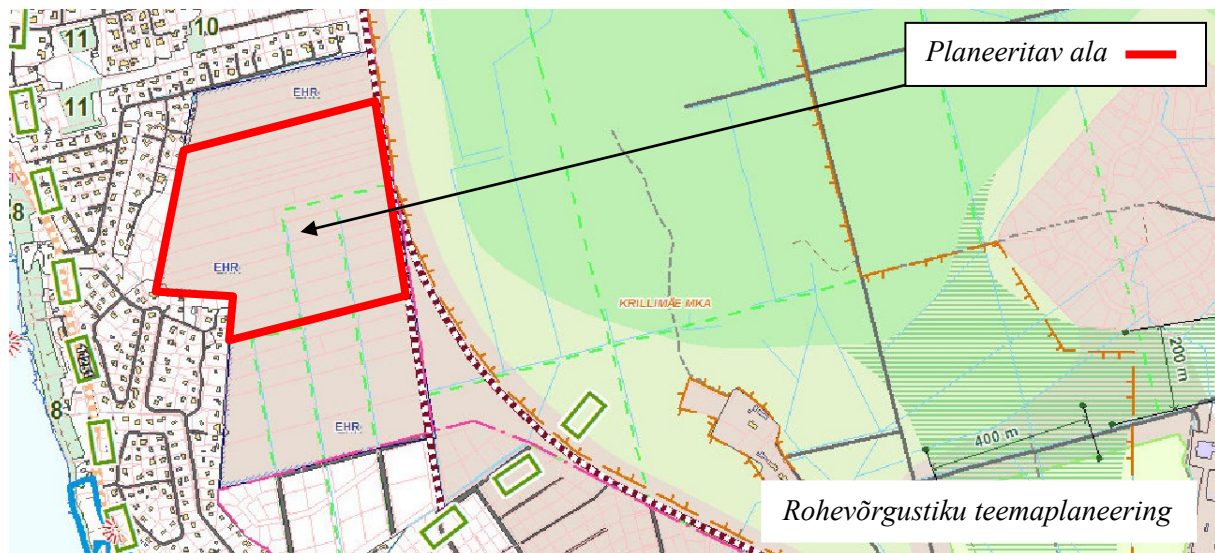 10
11
Planeeritav ala
EHR
11
8
EHR
KRILLIMÄE MKA
200 m
8
EHR
400 m
Rohevõrgustiku teemaplaneering